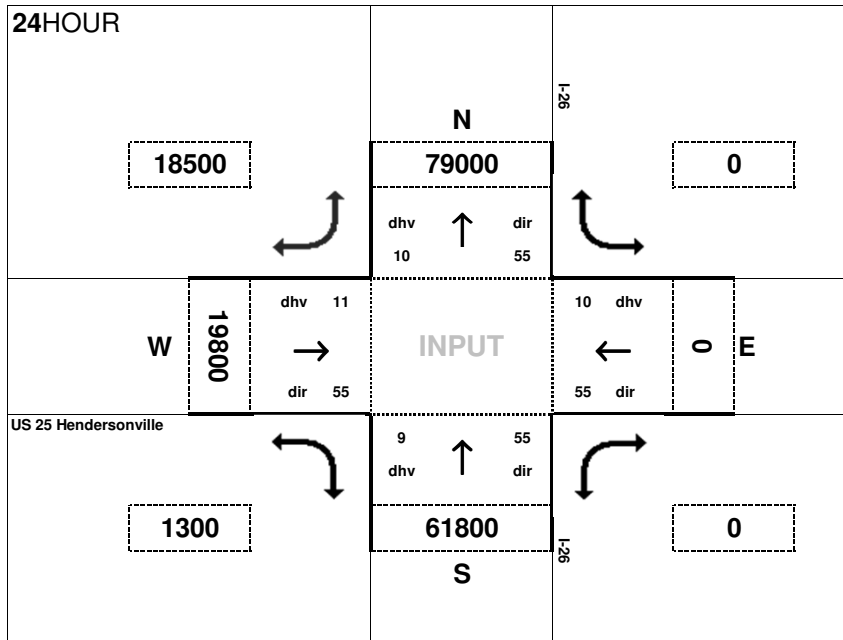 24HOUR
I-26
N
18500 79000 0
dhv dir
10 55
dhv 11 10 dhv
W 19800 INPUT 0 E
dir 55 55 dir
US 25 Hendersonville
9 55
dhv dir
1300 61800 0
I-26
S